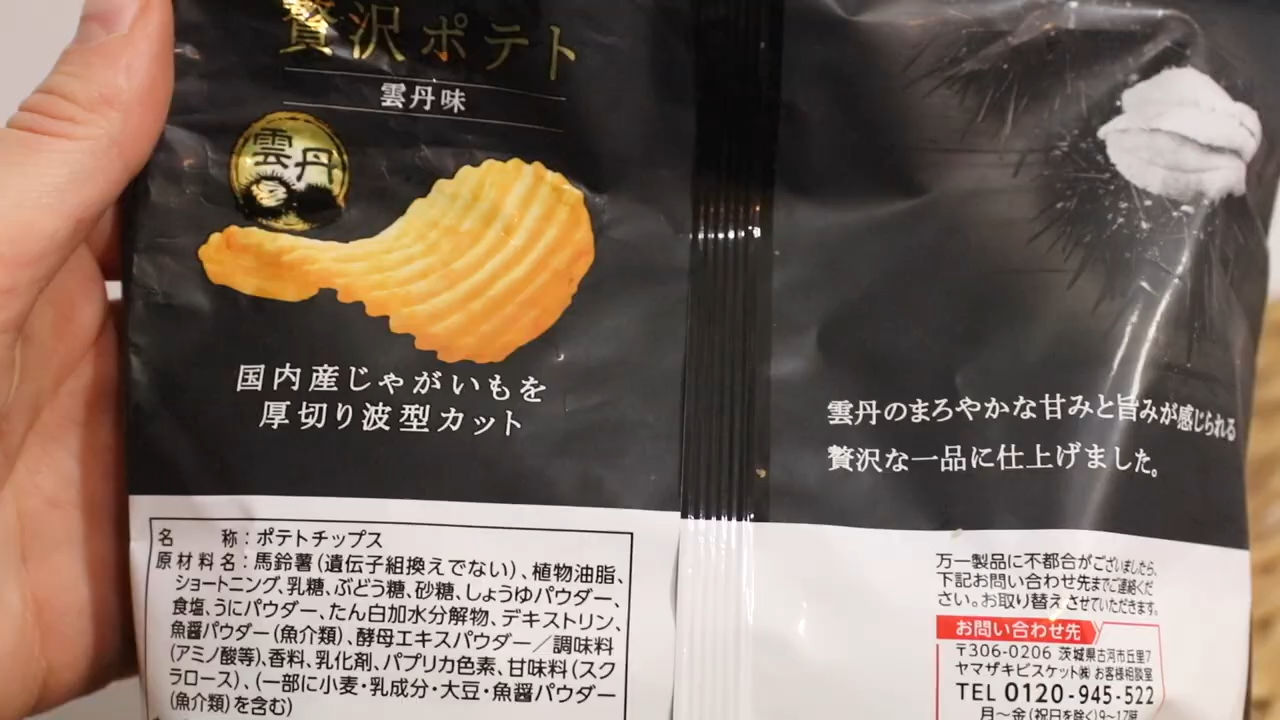 贅沢ポテト
雲丹味
雲丹
国内産じゃがいもを
厚切り波型カット
名　　称：ポテトチップス
原材料名：馬鈴薯（遺伝子組換えでない）、植物油脂、
ショートニング、乳糖、ぶどう糖、砂糖、しょうゆパウダー、
食塩、うにパウダー、たん白加水分解物、デキストリン、
魚醤パウダー（魚介類）、酵母エキスパウダー／調味料
（アミノ酸等）、香料、乳化剤、パプリカ色素、甘味料（スク
ラロース）、（一部に小麦・乳成分・大豆・魚醤パウダー
（魚介類）を含む）
雲丹のまろやかな甘みと旨みが感じられる
贅沢な一品に仕上げました。
万一製品に不都合がございましたら、
下記お問い合わせ先までご連絡くだ
さい。お取り替えさせていただきます。
お問い合わせ先
〒306-0206 茨城県古河市丘里7
ヤマザキビスケット㈱ お客様相談室
TEL 0120-945-522
月～金（祝日を除く）9～17時